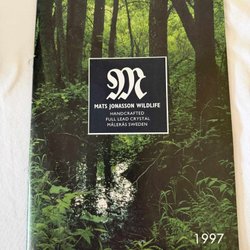 M
MATS JONASSON WILDLIFE
HANDCRAFTED
FULL LEAD CRYSTAL
MÅLERÅS SWEDEN
1997